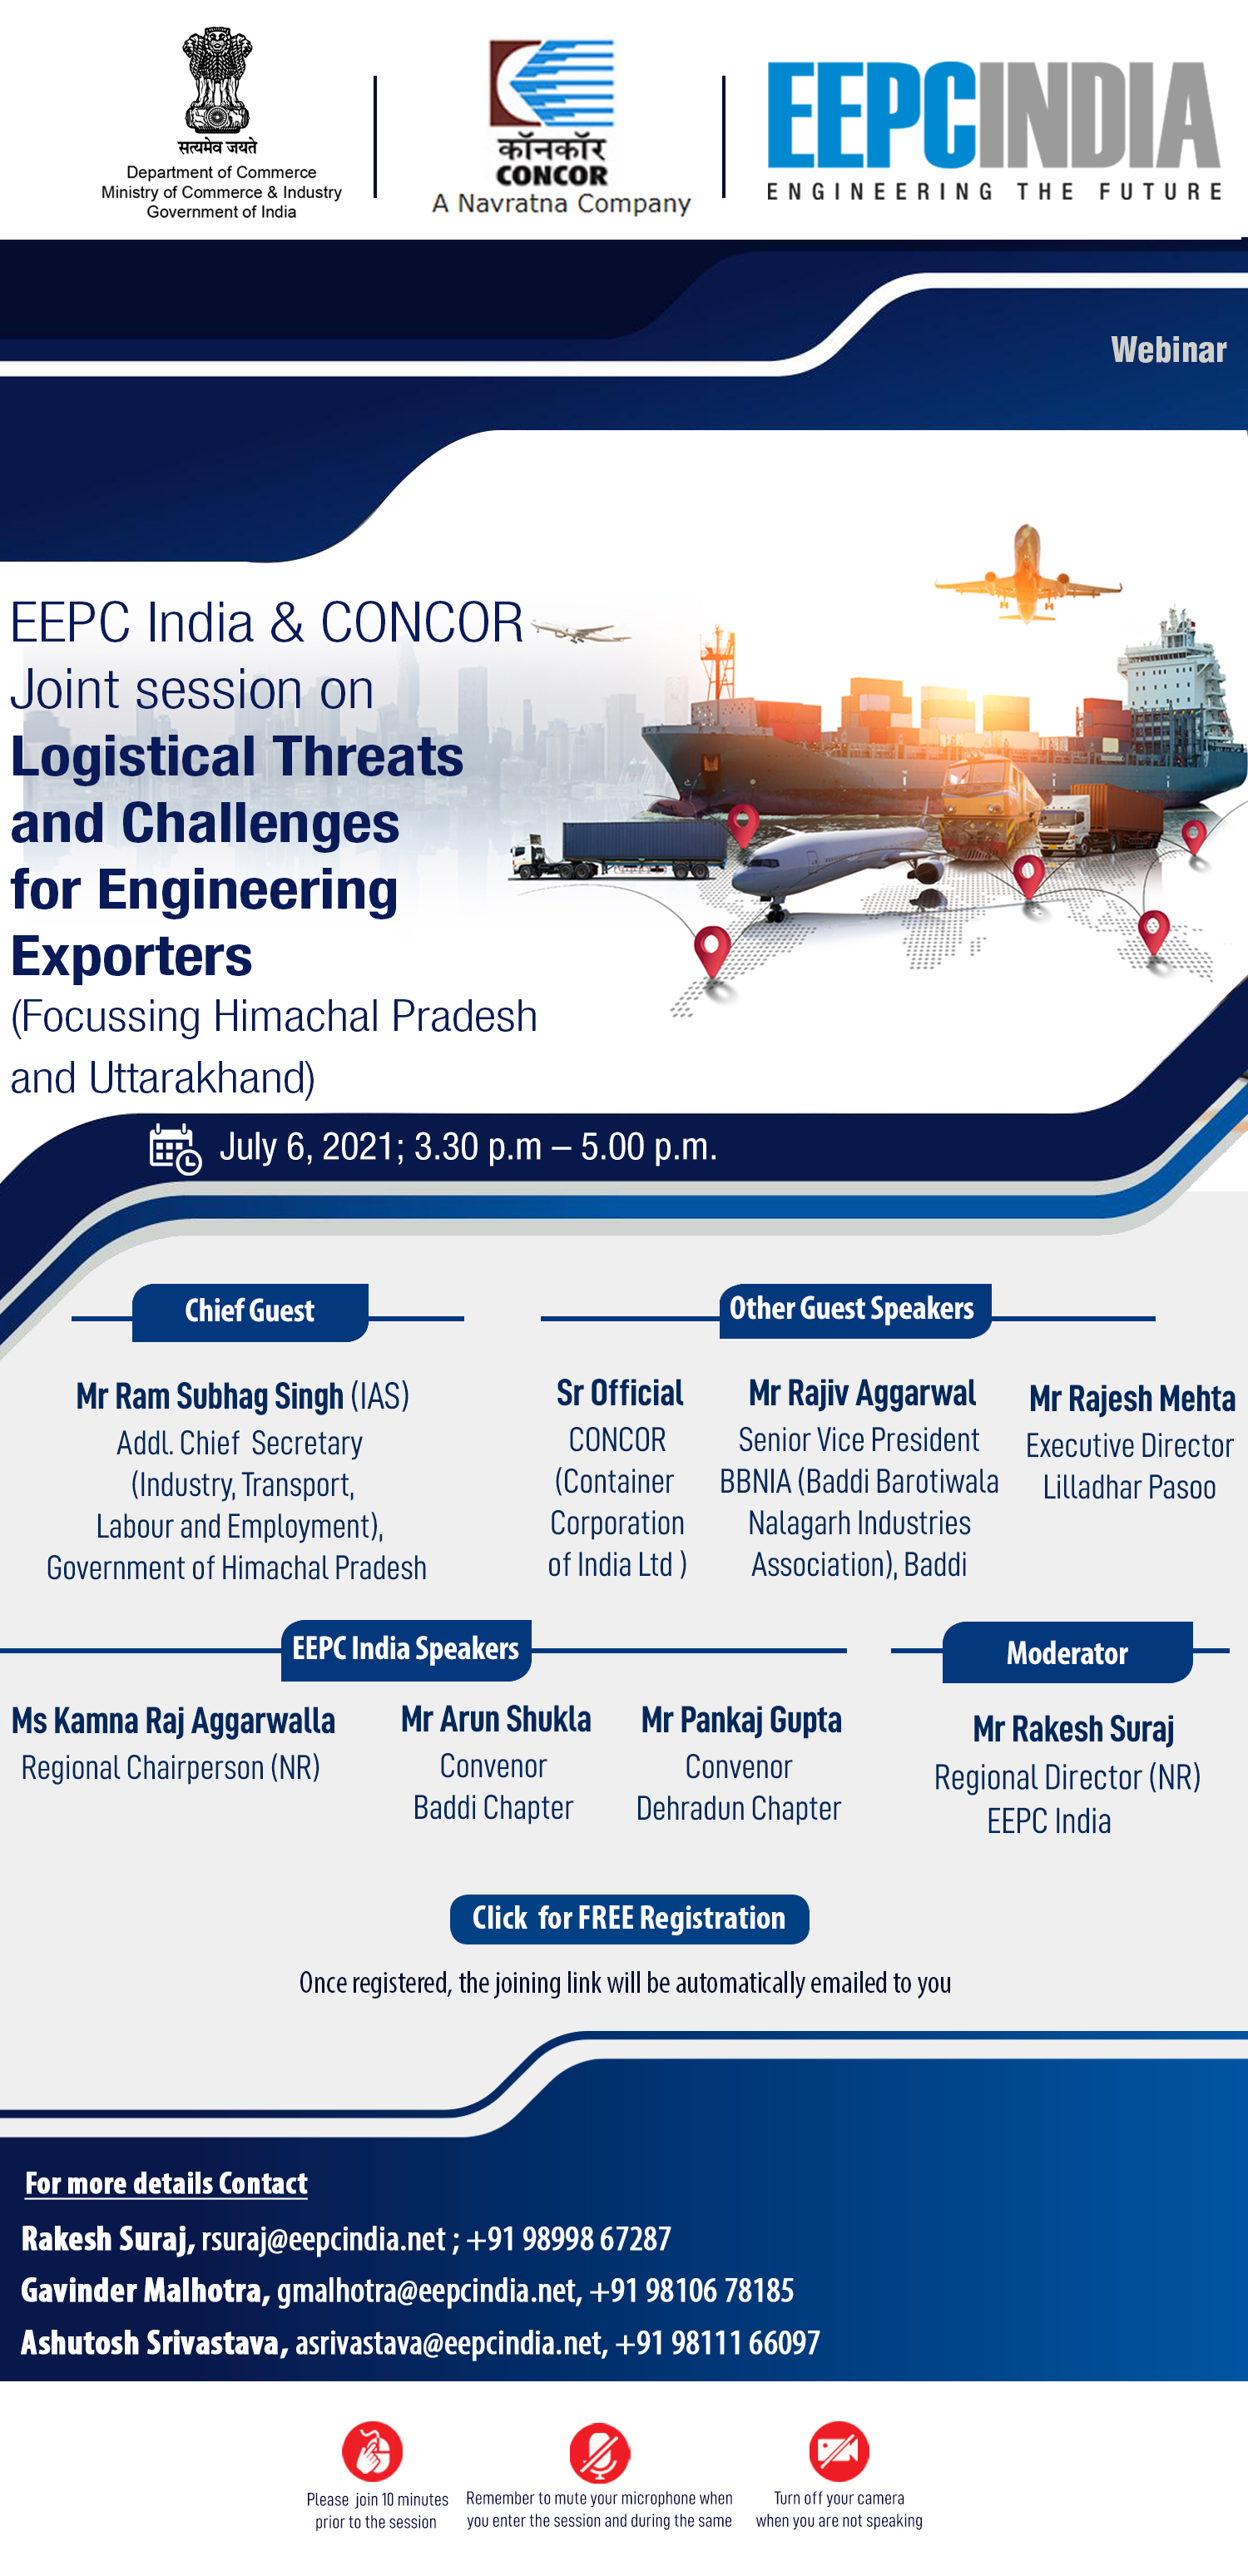 सत्यमेव जयते
Department of Commerce
Ministry of Commerce & Industry
Government of India
कॉनकॉर
CONCOR
A Navratna Company
EEPCINDIA
ENGINEERING THE FUTURE
Webinar
EEPC India & CONCOR
Joint session on
Logistical Threats
and Challenges
for Engineering
Exporters
(Focussing Himachal Pradesh
and Uttarakhand)
July 6, 2021; 3.30 p.m – 5.00 p.m.
Chief Guest
Mr Ram Subhag Singh (IAS)
Addl. Chief Secretary
(Industry, Transport,
Labour and Employment),
Government of Himachal Pradesh
Other Guest Speakers
Sr Official
CONCOR
(Container
Corporation
of India Ltd )
Mr Rajiv Aggarwal
Senior Vice President
BBNIA (Baddi Barotiwala
Nalagarh Industries
Association), Baddi
Mr Rajesh Mehta
Executive Director
Lilladhar Pasoo
EEPC India Speakers
Ms Kamna Raj Aggarwalla
Regional Chairperson (NR)
Mr Arun Shukla
Convenor
Baddi Chapter
Mr Pankaj Gupta
Convenor
Dehradun Chapter
Moderator
Mr Rakesh Suraj
Regional Director (NR)
EEPC India
Click for FREE Registration
Once registered, the joining link will be automatically emailed to you
For more details Contact
Rakesh Suraj, rsuraj@eepcindia.net ; +91 98998 67287
Gavinder Malhotra, gmalhotra@eepcindia.net, +91 98106 78185
Ashutosh Srivastava, asrivastava@eepcindia.net, +91 98111 66097
Please join 10 minutes
prior to the session
Remember to mute your microphone when
you enter the session and during the same
Turn off your camera
when you are not speaking